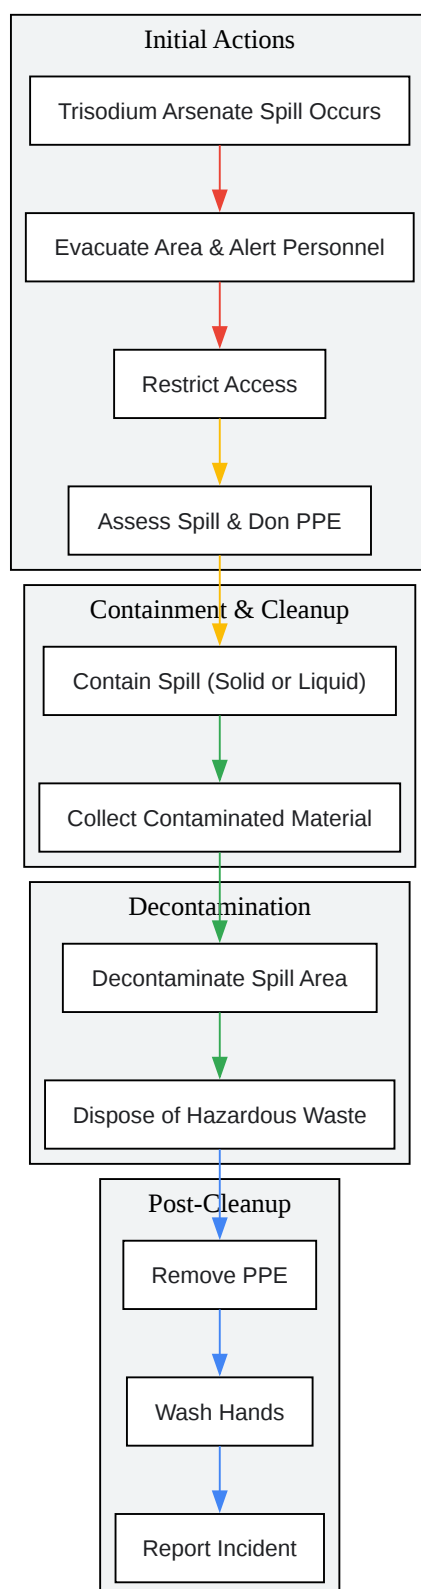 Initial Actions
Trisodium Arsenate Spill Occurs
Evacuate Area & Alert Personnel
Restrict Access
Assess Spill & Don PPE
Containment & Cleanup
Contain Spill (Solid or Liquid)
Collect Contaminated Material
Decontamination
Decontaminate Spill Area
Dispose of Hazardous Waste
Post-Cleanup
Remove PPE
Wash Hands
Report Incident